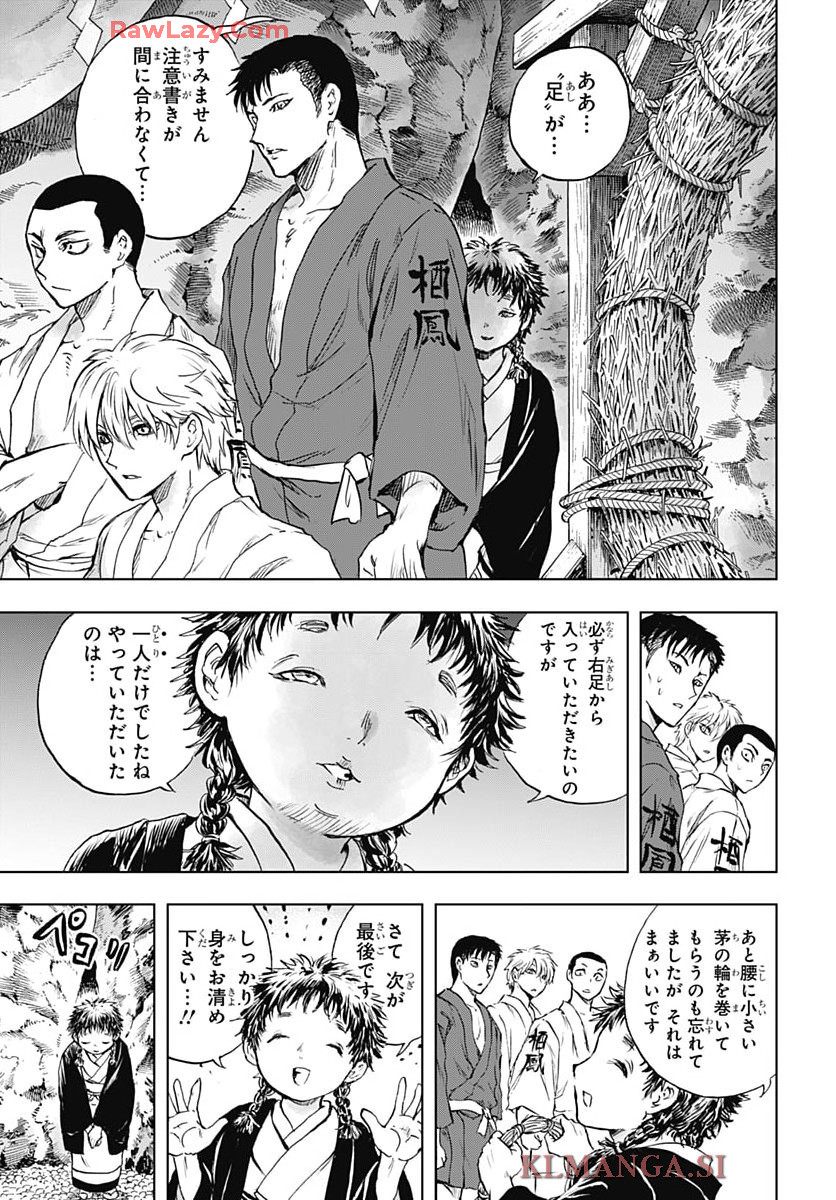 RawLazy.Com
ああ…
〝足〟が…
すみません
注意書きが
間に合わなくて…
栖鳳
必ず右足から
入っていただきたいの
ですが
一人だけでしたね
やっていただいた
のは…
栖鳳
栖鳳
あと腰に小さい
茅の輪を巻いて
もらうのも忘れて
ましたが それは
まぁいいです
栖鳳
さて 次が
最後です
しっかり
身をお清め
下さい…!!
ペコッ
KLMANGA.SI